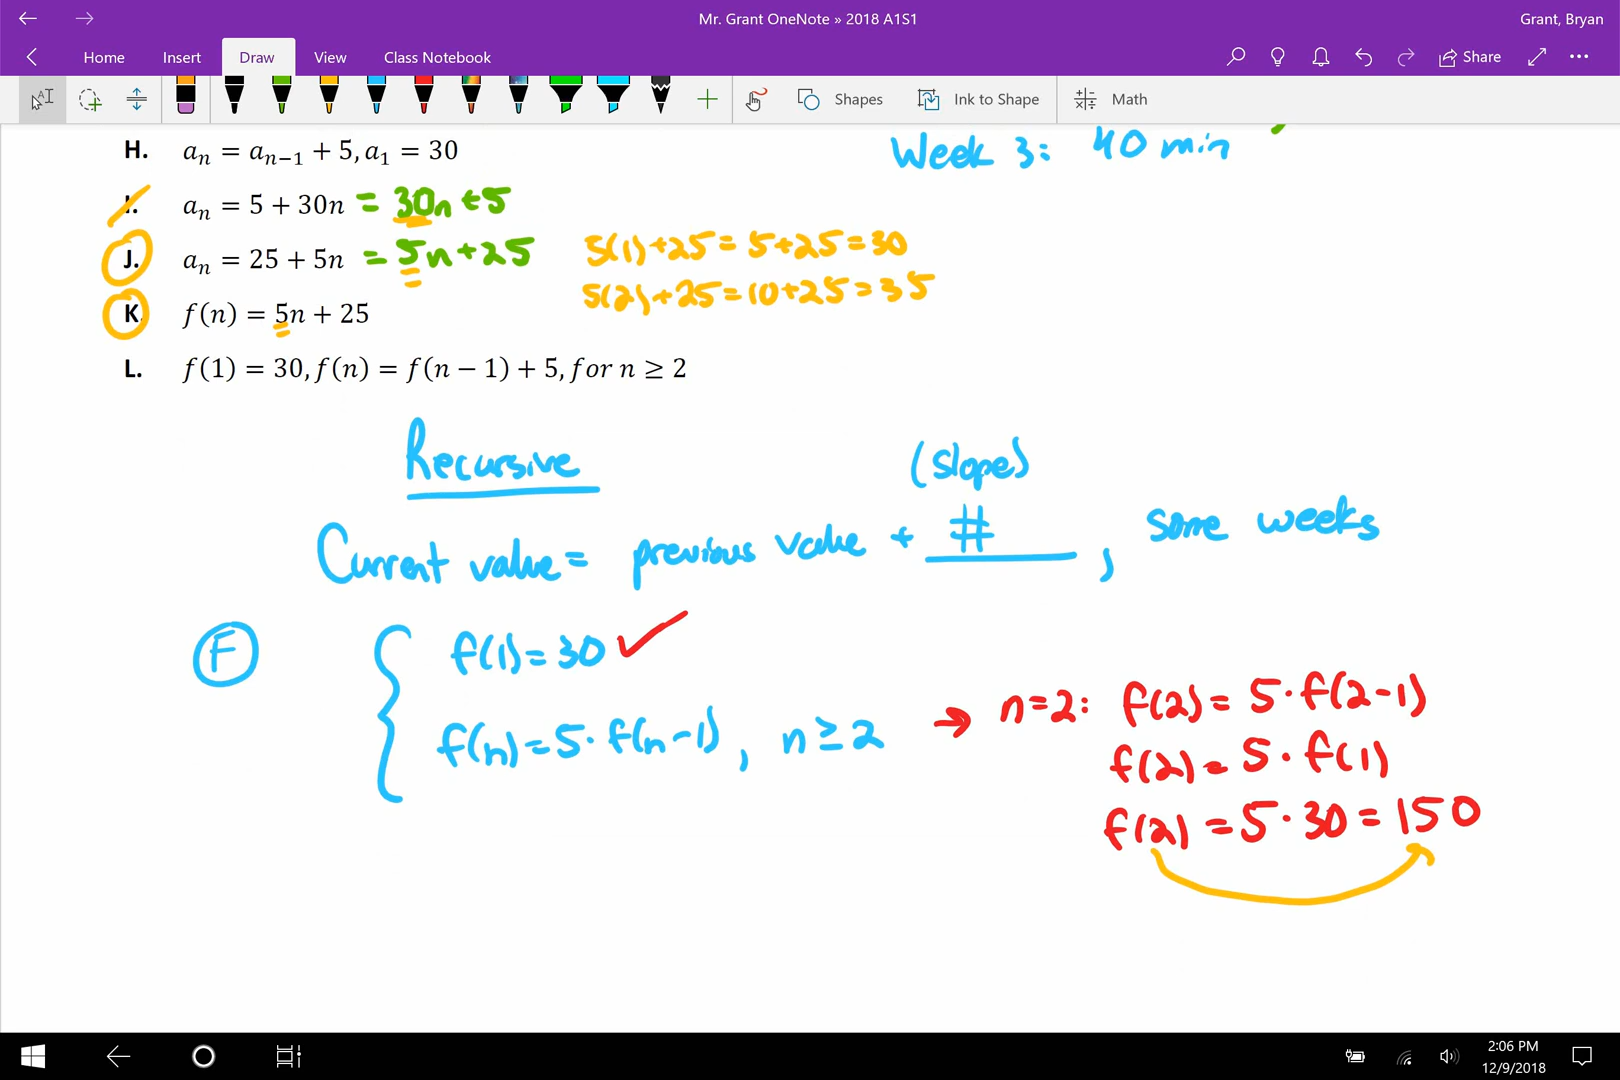 Mr. Grant OneNote » 2018 A1S1
Grant, Bryan
Home Insert Draw View Class Notebook Share
Shapes Ink to Shape Math
H. aₙ = aₙ₋₁ + 5, a₁ = 30
Week 3: 40 min
I. aₙ = 5 + 30n = 30n + 5
J. aₙ = 25 + 5n = 5n + 25
5(1) + 25 = 5 + 25 = 30
5(2) + 25 = 10 + 25 = 35
K. f(n) = 5n + 25
L. f(1) = 30, f(n) = f(n − 1) + 5, for n ≥ 2
Recursive
(slope)
Current value = previous value + #, some weeks
F
f(1) = 30
f(n) = 5 · f(n-1), n ≥ 2
→ n=2: f(2) = 5 · f(2-1)
f(2) = 5 · f(1)
f(2) = 5 · 30 = 150
2:06 PM
12/9/2018